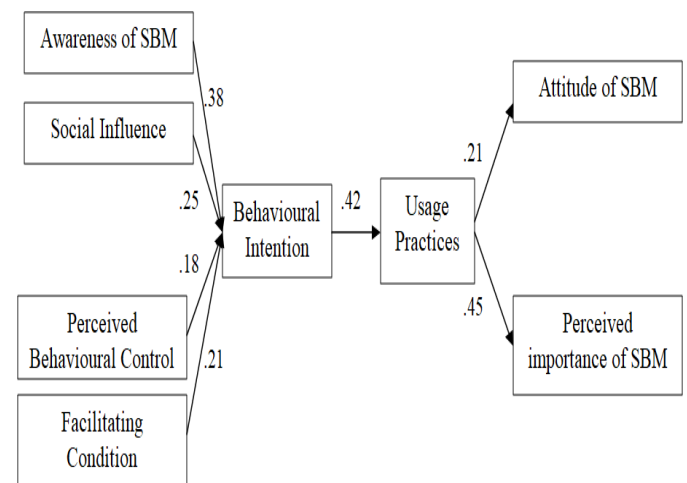 Awareness of SBM
.38
Social Influence
.25
Perceived
Behavioural Control
.18
Facilitating
Condition
.21
Behavioural
Intention
.42
Usage
Practices
.21
Attitude of SBM
.45
Perceived
importance of SBM